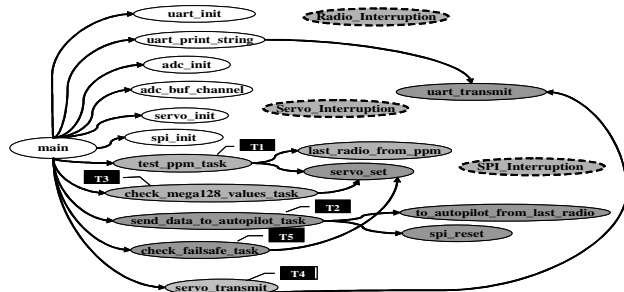 uart_init
Radio_Interruption
uart_print_string
adc_init
adc_buf_channel
uart_transmit
servo_init
Servo_Interruption
spi_init
main
T1
last_radio_from_ppm
test_ppm_task
servo_set
SPI_Interruption
T3
check_mega128_values_task
T2
send_data_to_autopilot_task
to_autopilot_from_last_radio
T5
spi_reset
check_failsafe_task
T4
servo_transmit